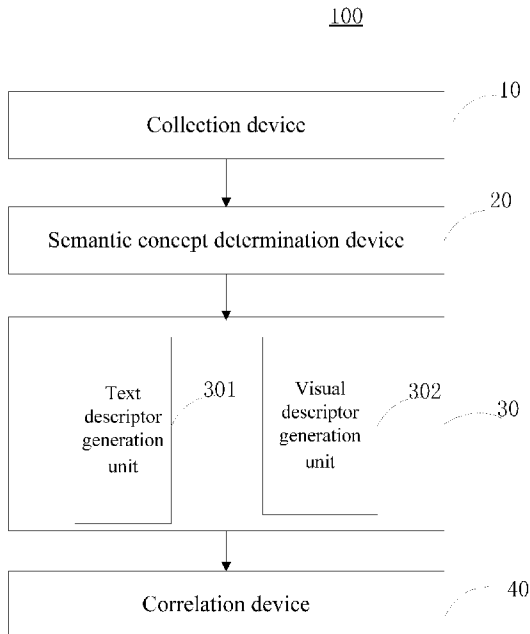 100
10
Collection device
20
Semantic concept determination device
Text
descriptor
generation
unit
301
Visual
descriptor
generation
unit
302
30
Correlation device
40